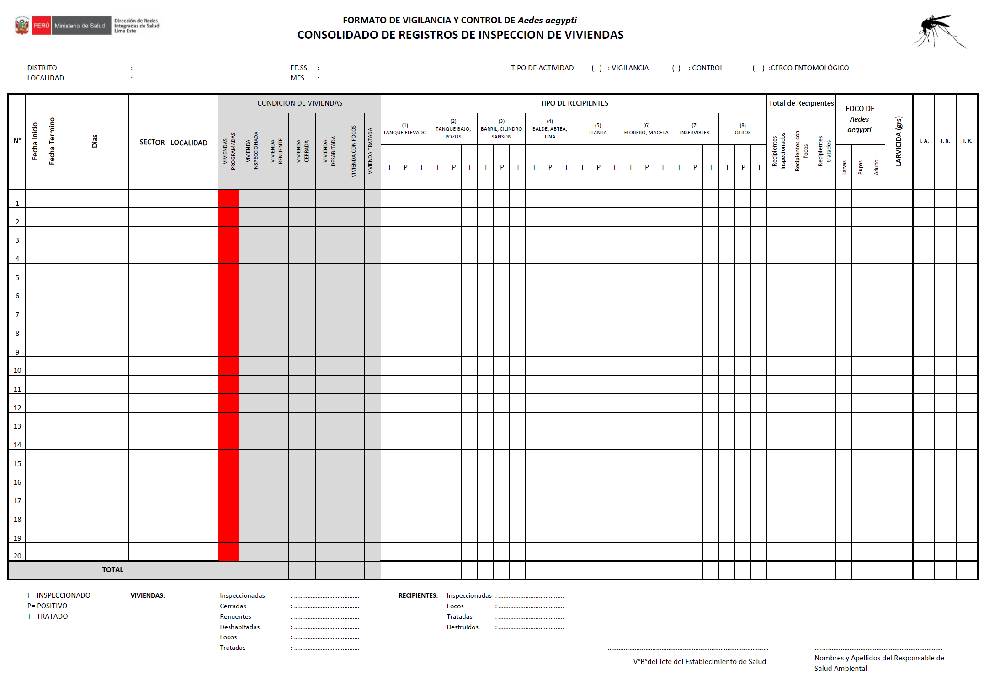 PERÚ Ministerio de Salud
Dirección de Redes
Integradas de Salud
Lima Este
FORMATO DE VIGILANCIA Y CONTROL DE Aedes aegypti
CONSOLIDADO DE REGISTROS DE INSPECCION DE VIVIENDAS
DISTRITO :
EE.SS :
TIPO DE ACTIVIDAD ( ) : VIGILANCIA ( ) : CONTROL ( ) :CERCO ENTOMOLÓGICO
LOCALIDAD :
MES :
N°
Fecha Inicio
Fecha Termino
Dias
SECTOR - LOCALIDAD
CONDICION DE VIVIENDAS
VIVIENDAS
PROGRAMADAS
VIVIENDA
INSPECCIONADA
VIVIENDA
RENUENTE
VIVIENDA
CERRADA
VIVIENDA
DESABITADA
VIVIENDA CON FOCOS
VIVIENDA TRATADA
TIPO DE RECIPIENTES
(1)
TANQUE ELEVADO
(2)
TANQUE BAJO,
POZOS
(3)
BARRIL, CILINDRO
SANSON
(4)
BALDE, ABTEA,
TINA
(5)
LLANTA
(6)
FLORERO, MACETA
(7)
INSERVIBLES
(8)
OTROS
I P T I P T I P T I P T I P T I P T I P T I P T
Total de Recipientes
Recipientes
Inspecionados
Recipientes con
focos
Recipientes
tratados
FOCO DE
Aedes
aegypti
Larvas
Pupas
Adulto
LARVICIDA (grs)
I. A.
I. B.
I. R.
1
2
3
4
5
6
7
8
9
10
11
12
13
14
15
16
17
18
19
20
TOTAL
I = INSPECCIONADO
P= POSITIVO
T= TRATADO
VIVIENDAS:
Inspeccionadas : .......................................
Cerradas : .......................................
Renuentes : .......................................
Deshabitadas : .......................................
Focos : .......................................
Tratadas : .......................................
RECIPIENTES:
Inspeccionadas : .......................................
Focos : .......................................
Tratadas : .......................................
Destruidos : .......................................
................................................................................
V°B°del Jefe del Establecimiento de Salud
................................................................
Nombres y Apellidos del Responsable de
Salud Ambiental